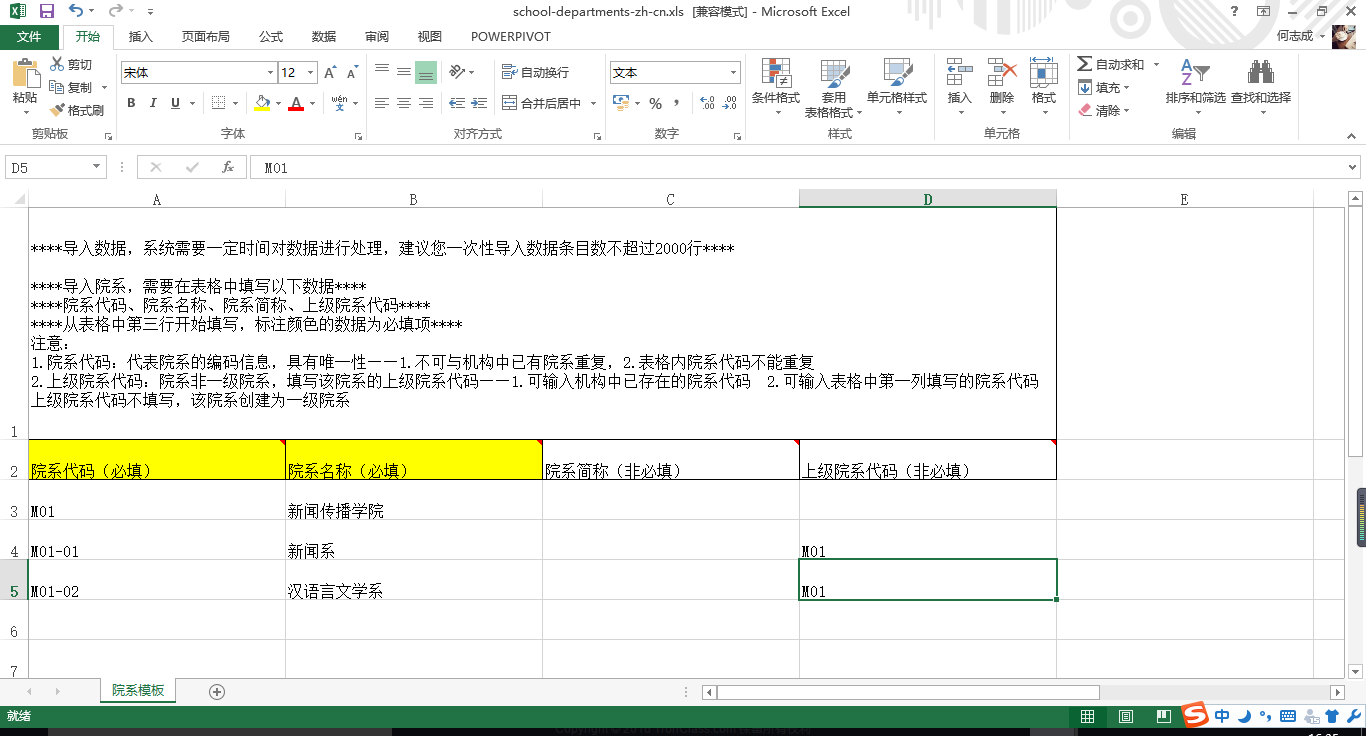 school-departments-zh-cn.xls [兼容模式] - Microsoft Excel
文件 开始 插入 页面布局 公式 数据 审阅 视图 POWERPIVOT 何志成
粘贴 剪切 复制 格式刷
宋体 12
B I U wén
自动换行
合并后居中
文本
% ,
条件格式 套用表格格式 单元格样式
插入 删除 格式
自动求和
填充
清除
排序和筛选 查找和选择
剪贴板 字体 对齐方式 数字 样式 单元格 编辑
D5 fx M01
A B C D E
1
****导入数据，系统需要一定时间对数据进行处理，建议您一次性导入数据条目数不超过2000行****
****导入院系，需要在表格中填写以下数据****
****院系代码、院系名称、院系简称、上级院系代码****
****从表格中第三行开始填写，标注颜色的数据为必填项****
注意：
1.院系代码：代表院系的编码信息，具有唯一性——1.不可与机构中已有院系重复，2.表格内院系代码不能重复
2.上级院系代码：院系非一级院系，填写该院系的上级院系代码——1.可输入机构中已存在的院系代码 2.可输入表格中第一列填写的院系代码
上级院系代码不填写，该院系创建为一级院系
2 院系代码（必填） 院系名称（必填） 院系简称（非必填） 上级院系代码（非必填）
3 M01 新闻传播学院
4 M01-01 新闻系 M01
5 M01-02 汉语言文学系 M01
6
7
院系模板
就绪
S 中